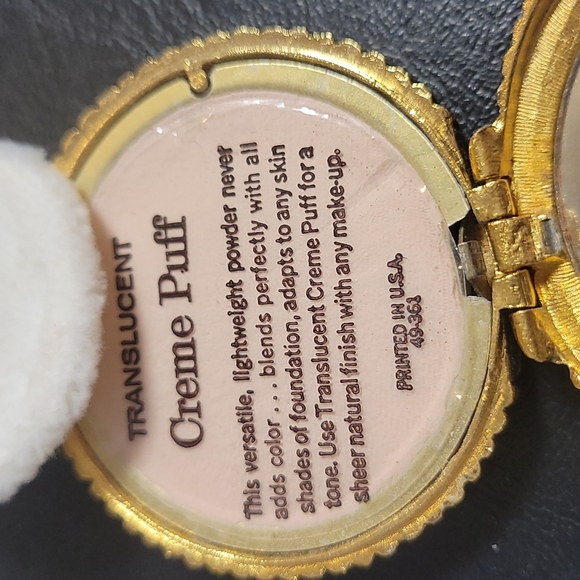 TRANSLUCENT
Creme Puff
This versatile, lightweight powder never
adds color . . . blends perfectly with all
shades of foundation, adapts to any skin
tone. Use Translucent Creme Puff for a
sheer natural finish with any make-up.
PRINTED IN U.S.A.
49-361